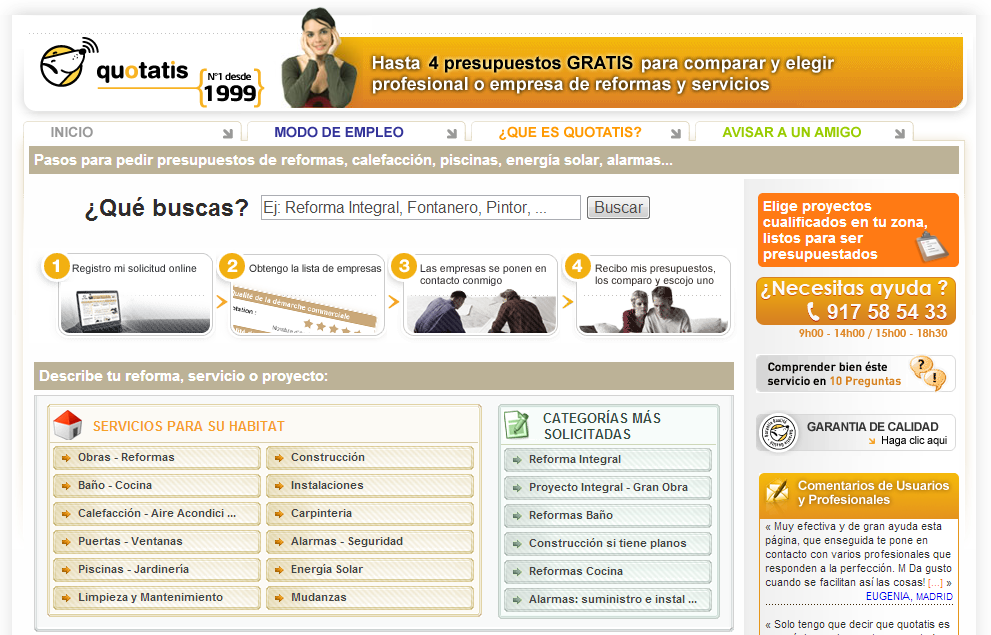 quotatis
Nº1 desde
1999
Hasta 4 presupuestos GRATIS para comparar y elegir
profesional o empresa de reformas y servicios
INICIO
MODO DE EMPLEO
¿QUE ES QUOTATIS?
AVISAR A UN AMIGO
Pasos para pedir presupuestos de reformas, calefacción, piscinas, energía solar, alarmas...
¿Qué buscas?
Ej: Reforma Integral, Fontanero, Pintor, ...
Buscar
1 Registro mi solicitud online
2 Obtengo la lista de empresas
ualité de la démarche commerciale
3 Las empresas se ponen en
contacto conmigo
4 Recibo mis presupuestos,
los comparo y escojo uno
Describe tu reforma, servicio o proyecto:
SERVICIOS PARA SU HABITAT
Obras - Reformas
Construcción
Baño - Cocina
Instalaciones
Calefacción - Aire Acondici ...
Carpinteria
Puertas - Ventanas
Alarmas - Seguridad
Piscinas - Jardinería
Energía Solar
Limpieza y Mantenimiento
Mudanzas
CATEGORÍAS MÁS
SOLICITADAS
Reforma Integral
Proyecto Integral - Gran Obra
Reformas Baño
Construcción si tiene planos
Reformas Cocina
Alarmas: suministro e instal ...
Elige proyectos
cualificados en tu zona,
listos para ser
presupuestados
¿Necesitas ayuda ?
917 58 54 33
9h00 - 14h00 / 15h00 - 18h30
Comprender bien éste
servicio en 10 Preguntas
GARANTIA DE CALIDAD
Haga clic aqui
Comentarios de Usuarios
y Profesionales
« Muy efectiva y de gran ayuda esta
página, que enseguida te pone en
contacto con varios profesionales que
responden a la perfección. M Da gusto
cuando se facilitan así las cosas! [...] »
EUGENIA, MADRID
« Solo tengo que decir que quotatis es